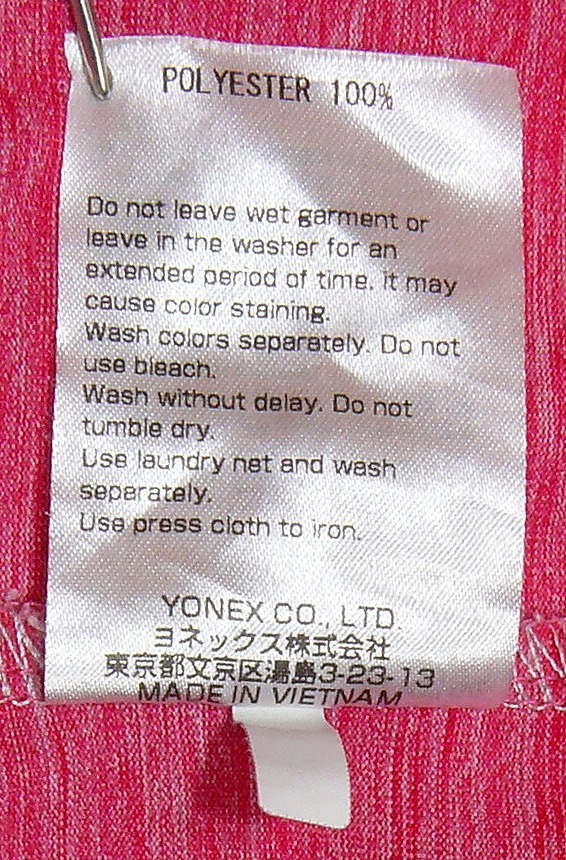 POLYESTER 100%
Do not leave wet garment or
leave in the washer for an
extended period of time. it may
cause color staining.
Wash colors separately. Do not
use bleach.
Wash without delay. Do not
tumble dry.
Use laundry net and wash
separately.
Use press cloth to iron.
YONEX CO., LTD.
ヨネックス株式会社
東京都文京区湯島3-23-13
MADE IN VIETNAM